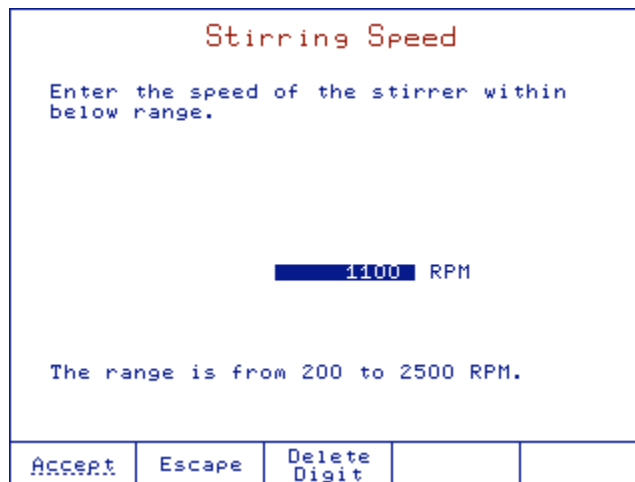 Stirring Speed
Enter the speed of the stirrer within
below range.
1100 RPM
The range is from 200 to 2500 RPM.
Accept Escape Delete
Digit